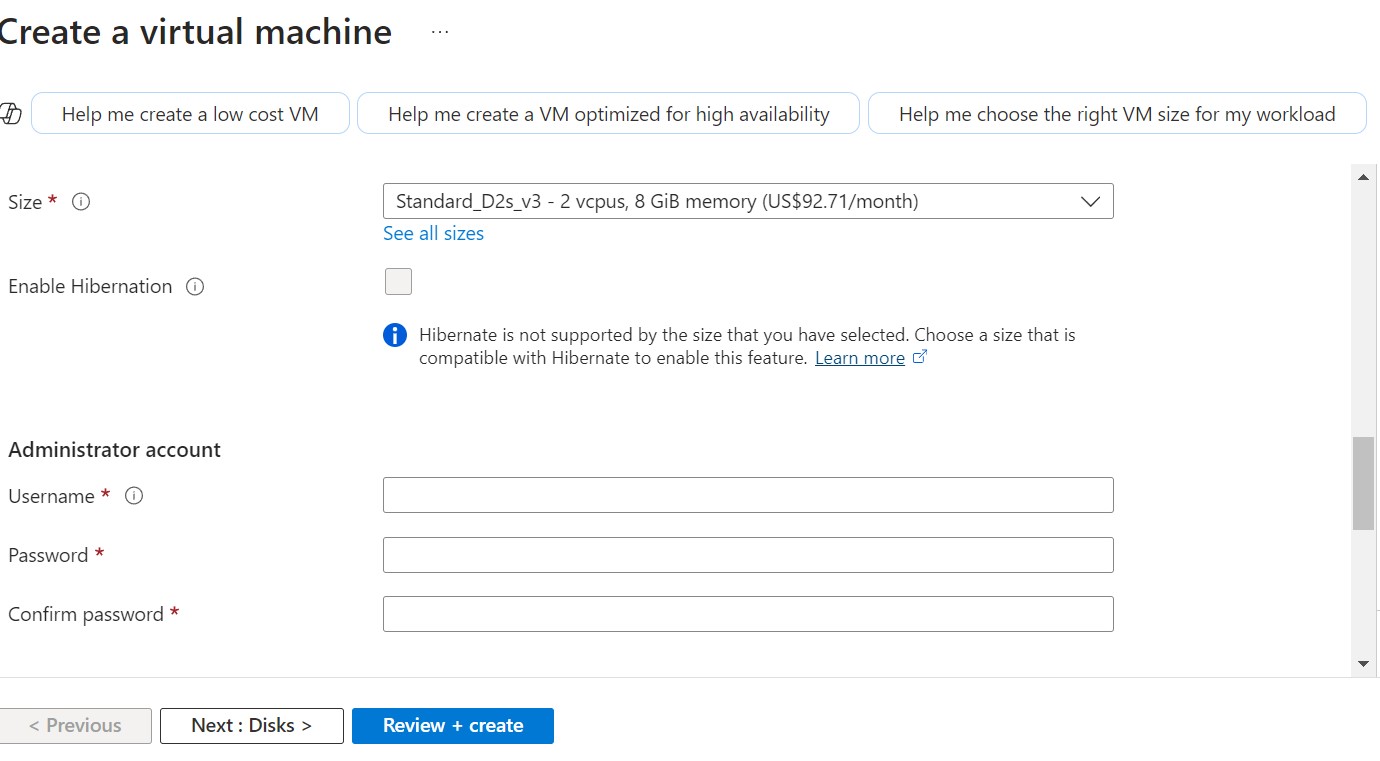 Create a virtual machine ...
Help me create a low cost VM
Help me create a VM optimized for high availability
Help me choose the right VM size for my workload
Size *
Standard_D2s_v3 - 2 vcpus, 8 GiB memory (US$92.71/month)
See all sizes
Enable Hibernation
Hibernate is not supported by the size that you have selected. Choose a size that is
compatible with Hibernate to enable this feature. Learn more
Administrator account
Username *
Password *
Confirm password *
< Previous
Next : Disks >
Review + create